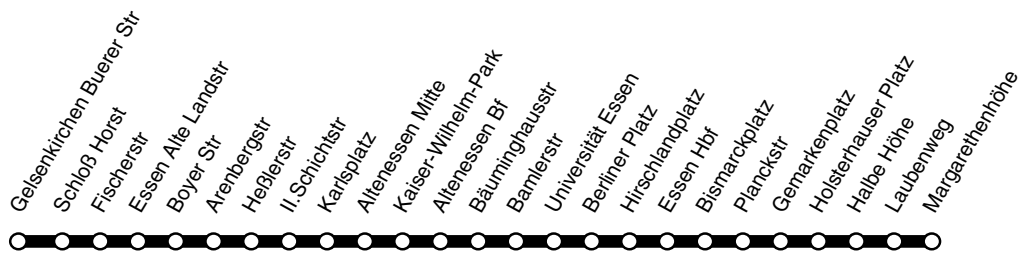 Gelsenkirchen Buerer Str
Schloß Horst
Fischerstr
Essen Alte Landstr
Boyer Str
Arenbergstr
Heßlerstr
II.Schichtstr
Karlsplatz
Altenessen Mitte
Kaiser-Wilhelm-Park
Altenessen Bf
Bäuminghausstr
Bamlerstr
Universität Essen
Berliner Platz
Hirschlandplatz
Essen Hbf
Bismarckplatz
Planckstr
Gemarkenplatz
Holsterhauser Platz
Halbe Höhe
Laubenweg
Margarethenhöhe